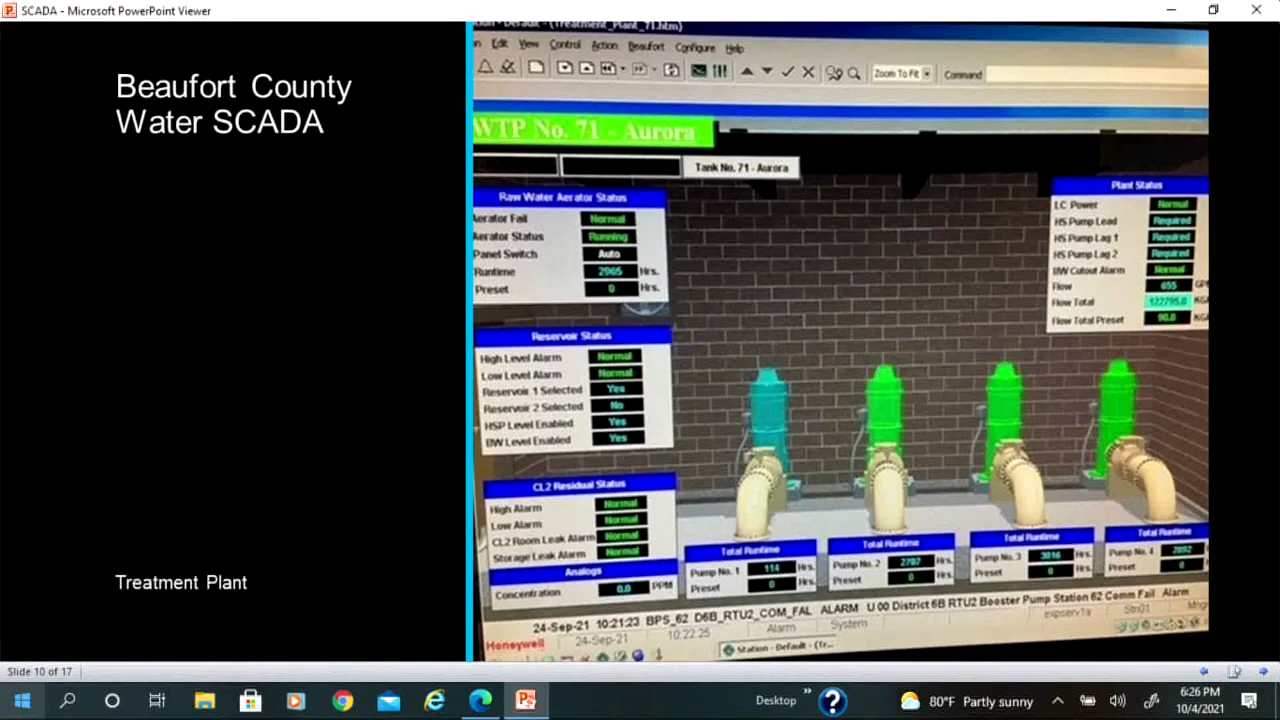 SCADA - Microsoft PowerPoint Viewer
Beaufort County
Water SCADA
Treatment Plant
Default - (Treatment_Plant_71.htm)
Edit View Control Action Beaufort Configure Help
Zoom To Fit Command
WTP No. 71 - Aurora
Tank No. 71 - Aurora
Raw Water Aerator Status
Aerator Fail Normal
Aerator Status Running
Panel Switch Auto
Runtime 2905 Hrs.
Preset 0 Hrs.
Plant Status
LC Power Normal
HS Pump Lead Required
HS Pump Lag 1 Required
HS Pump Lag 2 Required
BW Cutout Alarm Normal
Flow 655
Flow Total 122795.0
Flow Total Preset 90.0
Reservoir Status
High Level Alarm Normal
Low Level Alarm Normal
Reservoir 1 Selected Yes
Reservoir 2 Selected No
HSP Level Enabled Yes
BW Level Enabled Yes
CL2 Residual Status
High Alarm Normal
Low Alarm Normal
CL2 Room Leak Alarm Normal
Storage Leak Alarm Normal
Analogs
Concentration 0.0 PPM
Total Runtime
Pump No. 1 114 Hrs.
Preset 0 Hrs.
Total Runtime
Pump No. 2 2702 Hrs.
Preset 0 Hrs.
Total Runtime
Pump No. 3 3016 Hrs.
Preset 0 Hrs.
Total Runtime
Pump No. 4 2892 Hrs.
Preset 0
24-Sep-21 10:21:23 BPS_62 D6B_RTU2_COM_FAL ALARM U 00 District 6B RTU2 Booster Pump Station 62 Comm Fail Alarm
Honeywell 24-Sep-21 10:22:25 Alarm System expserv1a Stn01
Station - Default - (Tr...
Slide 10 of 17
Desktop
80°F Partly sunny
6:26 PM
10/4/2021